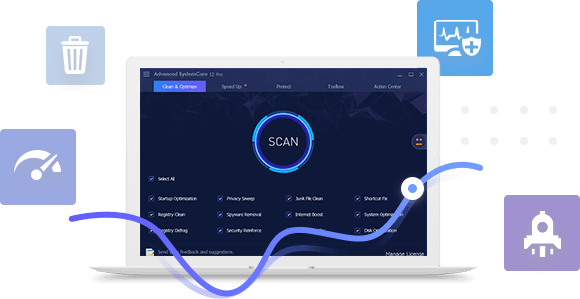 Advanced SystemCare 12 Pro
Clean & Optimize Speed Up Protect Toolbox Action Center
SCAN
Select All
Startup Optimization Privacy Sweep Junk File Clean Shortcut Fix
Registry Clean Spyware Removal Internet Boost System Optimization
Registry Defrag Security Reinforce Disk Optimization
Send feedback and suggestions. Manage License